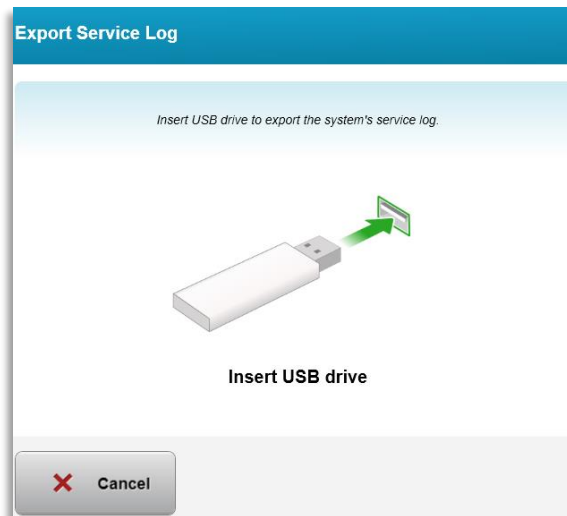 Export Service Log
Insert USB drive to export the system's service log.
Insert USB drive
Cancel